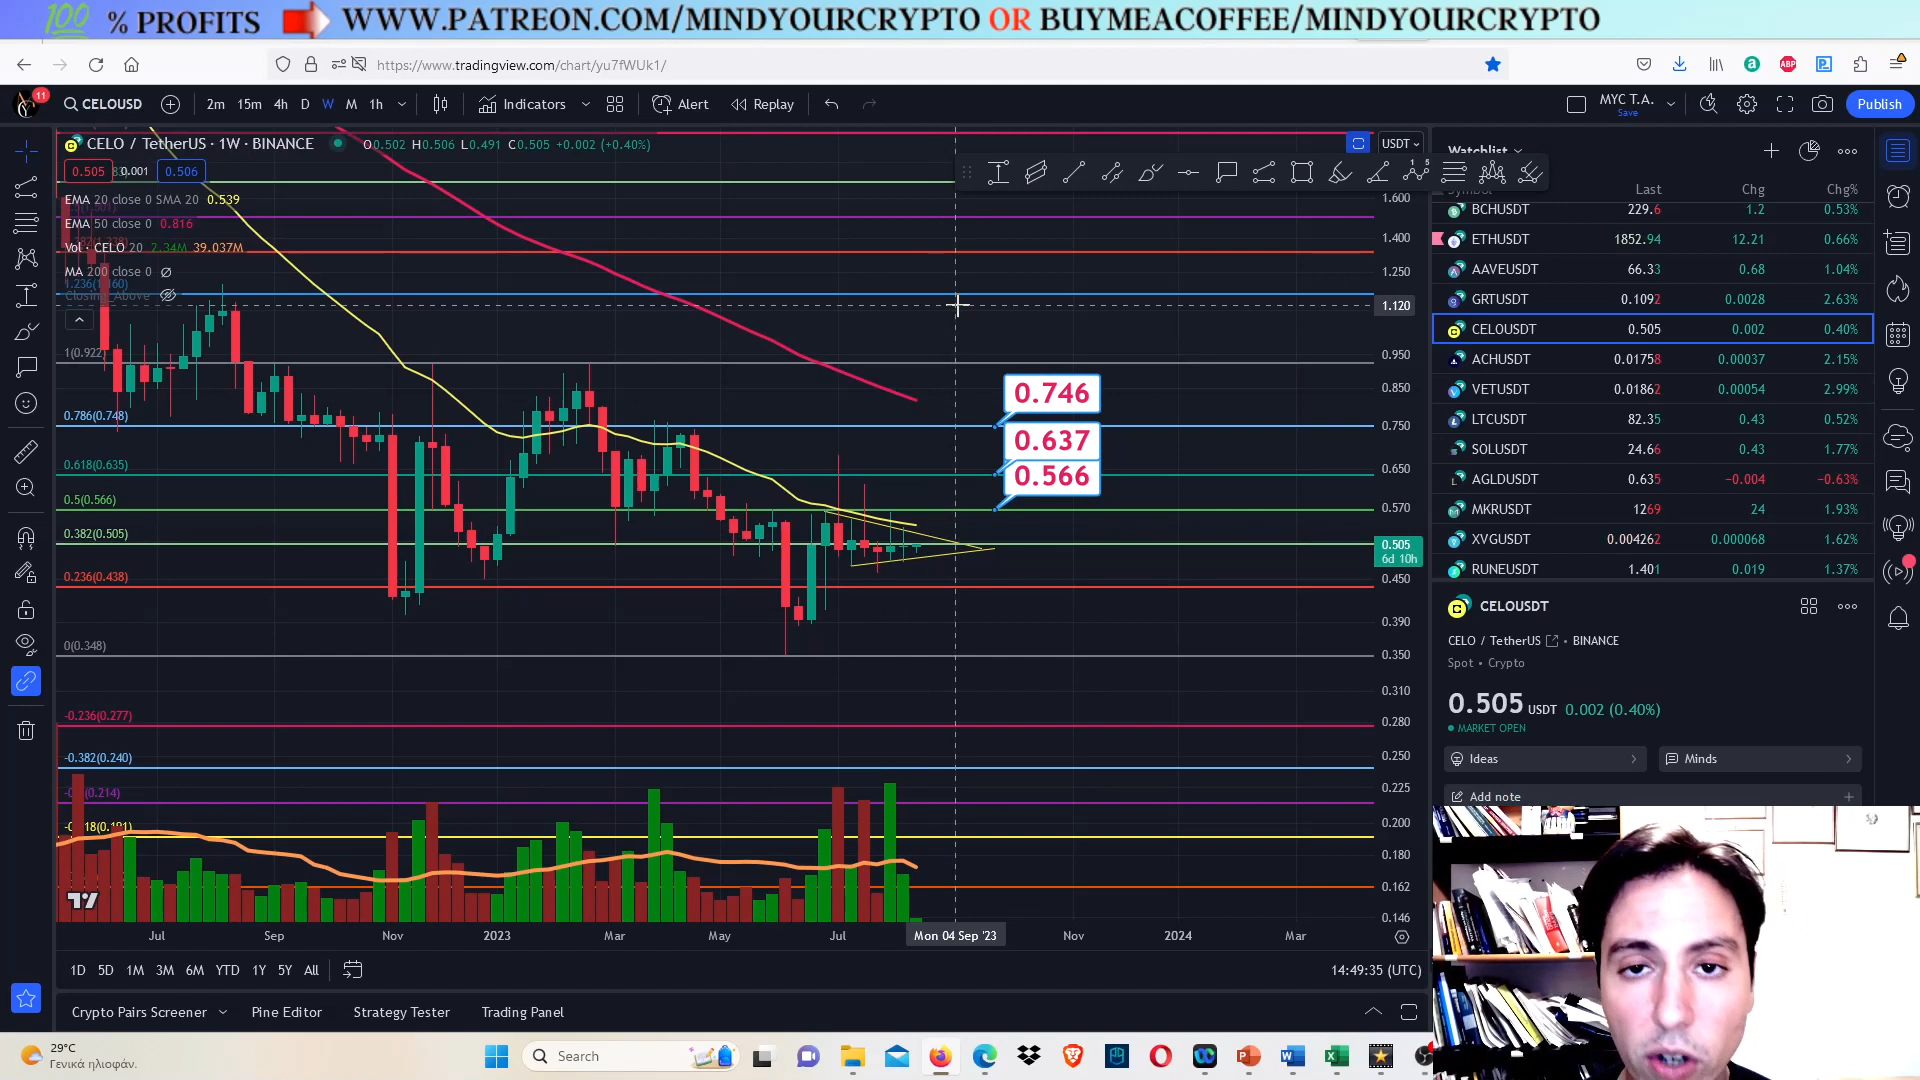 100 % PROFITS WWW.PATREON.COM/MINDYOURCRYPTO OR BUYMEACOFFEE/MINDYOURCRYPTO
https://www.tradingview.com/chart/yu7fWUk1/
11 CELOUSD 2m 15m 4h D W M 1h Indicators Alert Replay MYC T.A. Save Publish
CELO / TetherUS · 1W · BINANCE O0.502 H0.506 L0.491 C0.505 +0.002 (+0.40%) USDT
0.505 0.001 0.506
EMA 20 close 0 SMA 20 0.539
EMA 50 close 0 0.816
Vol · CELO 20 2.34M 39.037M
MA 200 close 0
1.236(1.160)
Closing_Above
1(0.922)
0.786(0.748)
0.618(0.635)
0.5(0.566)
0.382(0.505)
0.236(0.438)
0(0.348)
-0.236(0.277)
-0.382(0.240)
0.746
0.637
0.566
1.600
1.400
1.250
1.120
0.950
0.850
0.750
0.650
0.570
0.505
6d 10h
0.450
0.390
0.350
0.310
0.280
0.250
0.225
0.200
0.180
0.162
0.146
Jul Sep Nov 2023 Mar May Jul Mon 04 Sep '23 Nov 2024 Mar
1D 5D 1M 3M 6M YTD 1Y 5Y All 14:49:35 (UTC)
Crypto Pairs Screener Pine Editor Strategy Tester Trading Panel
Watchlist
Symbol Last Chg Chg%
BCHUSDT 229.6 1.2 0.53%
ETHUSDT 1852.94 12.21 0.66%
AAVEUSDT 66.33 0.68 1.04%
GRTUSDT 0.1092 0.0028 2.63%
CELOUSDT 0.505 0.002 0.40%
ACHUSDT 0.01758 0.00037 2.15%
VETUSDT 0.01862 0.00054 2.99%
LTCUSDT 82.35 0.43 0.52%
SOLUSDT 24.66 0.43 1.77%
AGLDUSDT 0.635 −0.004 −0.63%
MKRUSDT 1269 24 1.93%
XVGUSDT 0.004262 0.000068 1.62%
RUNEUSDT 1.401 0.019 1.37%
CELOUSDT
CELO / TetherUS • BINANCE
Spot • Crypto
0.505 USDT 0.002 (0.40%)
MARKET OPEN
Ideas Minds
Add note
29°C
Γενικά ηλιοφάν.
Search